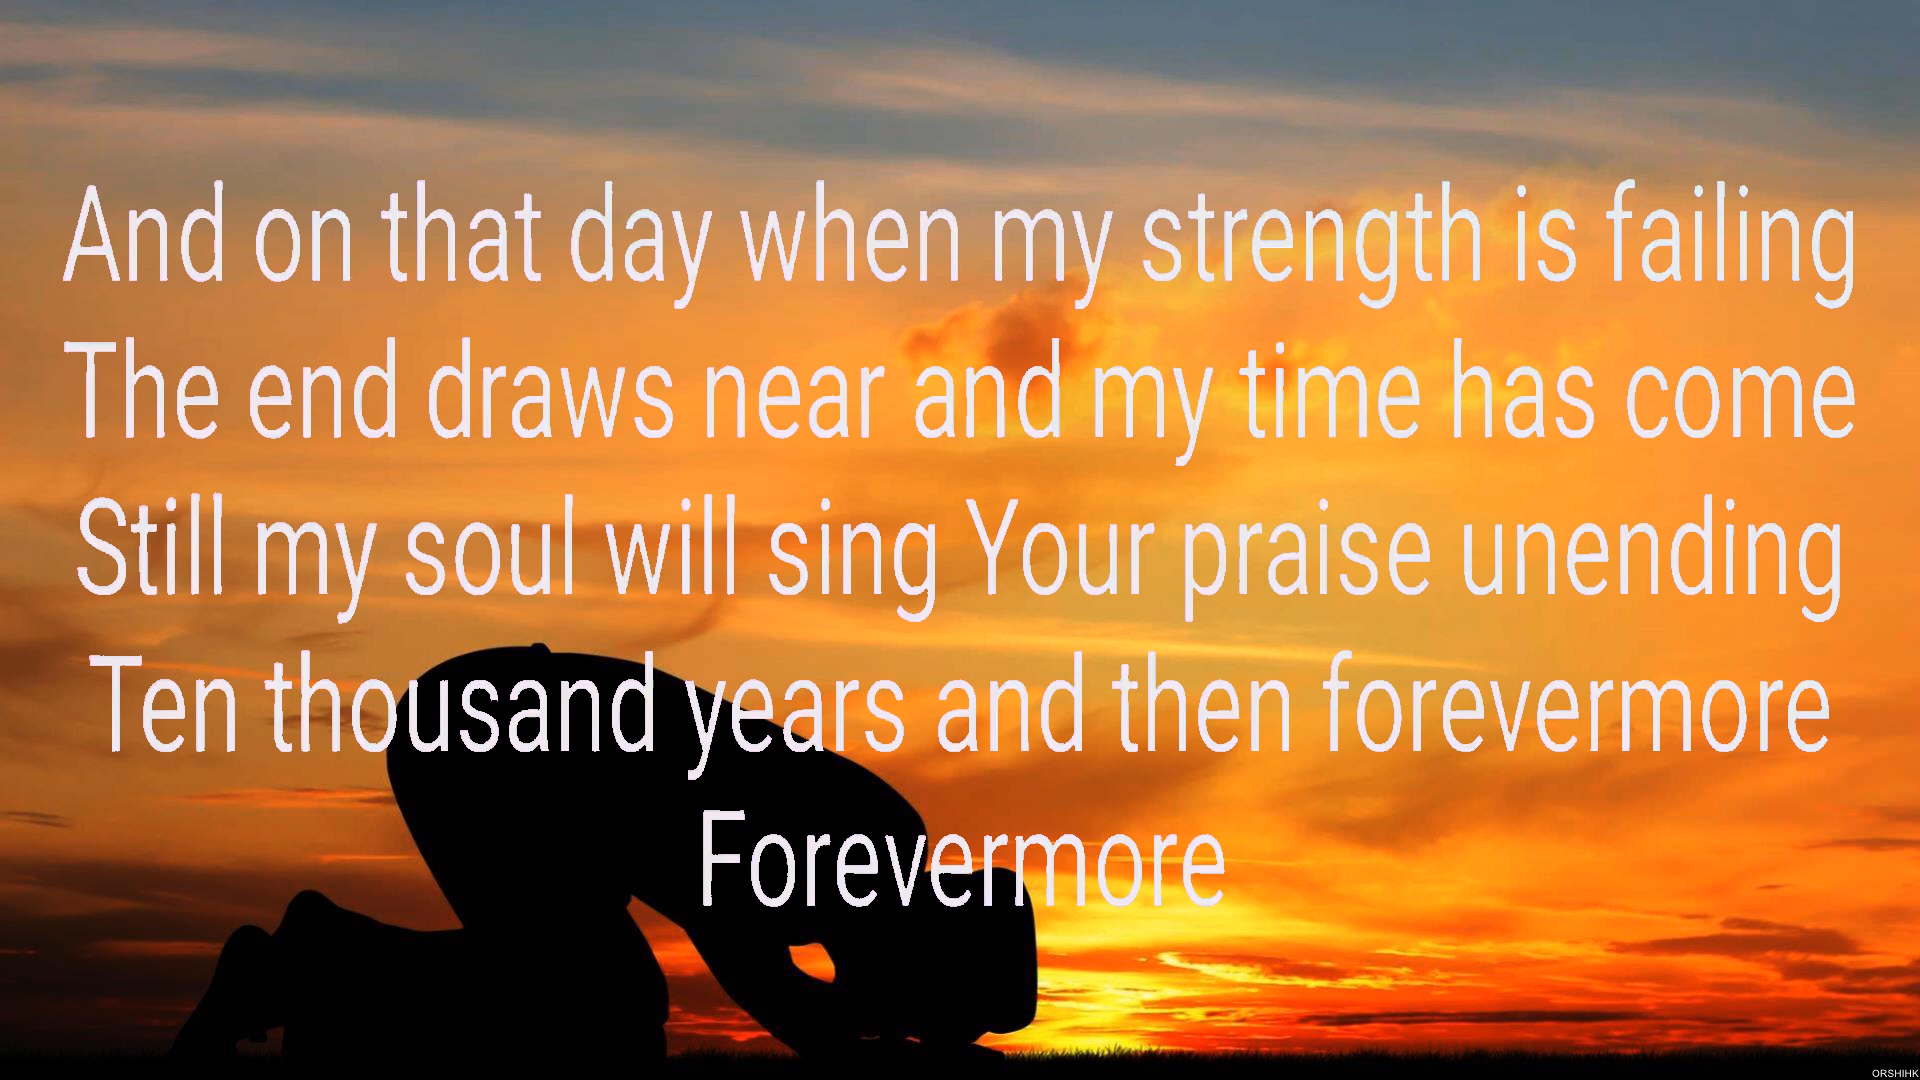 And on that day when my strength is failing
The end draws near and my time has come
Still my soul will sing Your praise unending
Ten thousand years and then forevermore
Forevermore
ORSHIHK